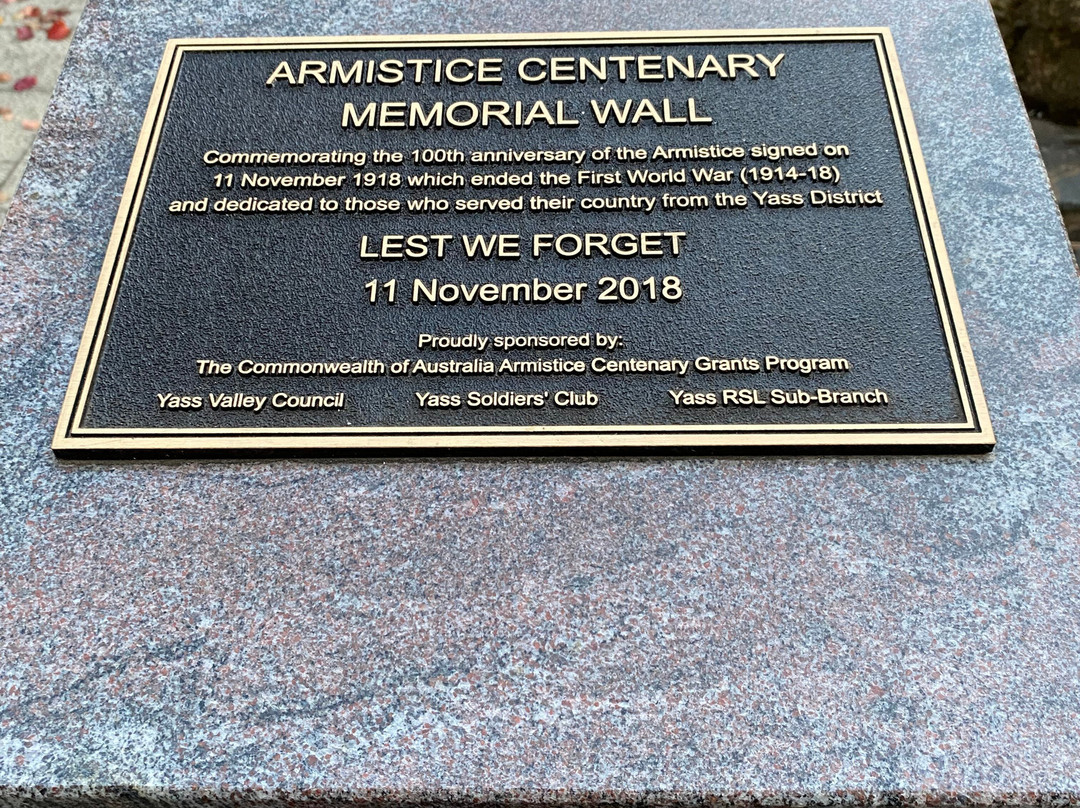 ARMISTICE CENTENARY
MEMORIAL WALL
Commemorating the 100th anniversary of the Armistice signed on
11 November 1918 which ended the First World War (1914-18)
and dedicated to those who served their country from the Yass District
LEST WE FORGET
11 November 2018
Proudly sponsored by:
The Commonwealth of Australia Armistice Centenary Grants Program
Yass Valley Council Yass Soldiers' Club Yass RSL Sub-Branch